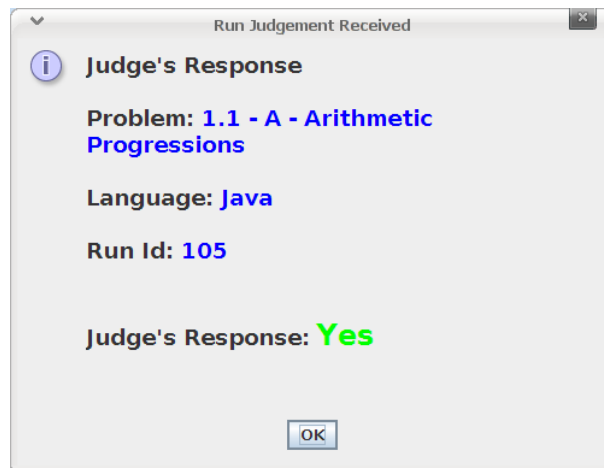 Run Judgement Received
Judge's Response
Problem: 1.1 - A - Arithmetic
Progressions
Language: Java
Run Id: 105
Judge's Response: Yes
OK